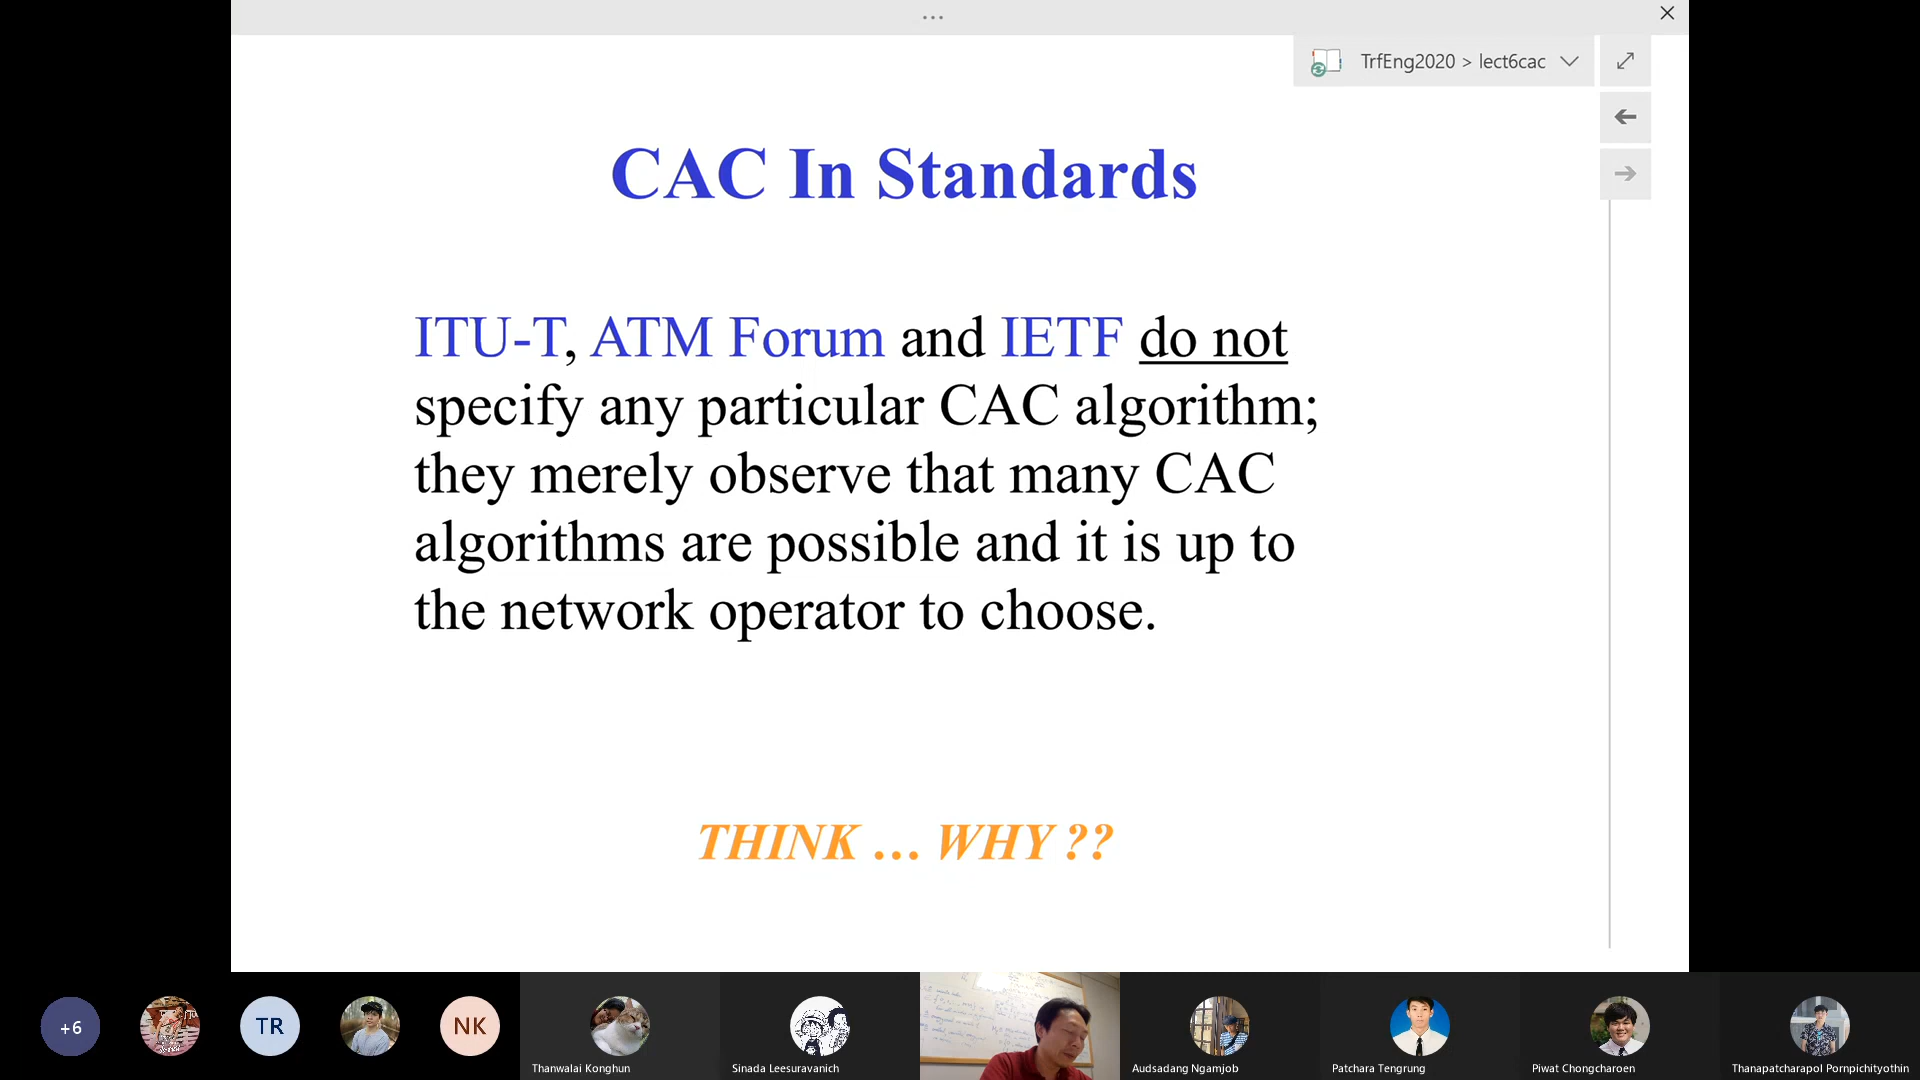 ...
TrfEng2020 > lect6cac
CAC In Standards
ITU-T, ATM Forum and IETF do not
specify any particular CAC algorithm;
they merely observe that many CAC
algorithms are possible and it is up to
the network operator to choose.
THINK ... WHY ??
+6
TR
NK
Thanwalai Konghun
Sinada Leesuravanich
Audsadang Ngamjob
Patchara Tengrung
Piwat Chongcharoen
Thanapatcharapol Pornpichityothin